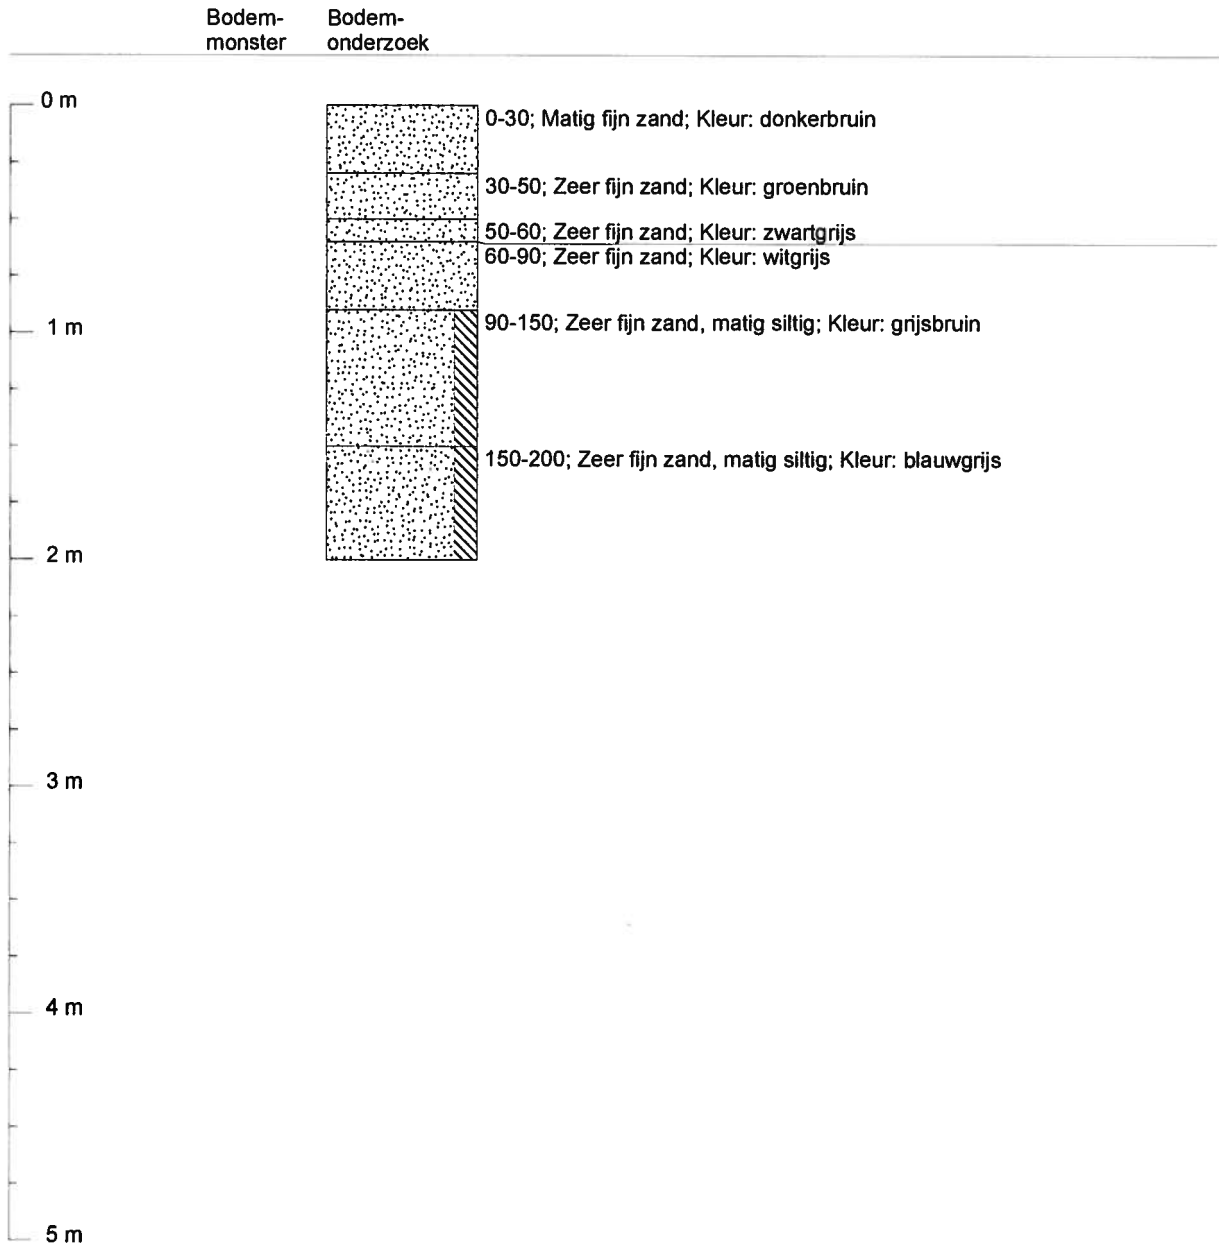 Bodem-
monster
Bodem-
onderzoek
0 m
0-30; Matig fijn zand; Kleur: donkerbruin
30-50; Zeer fijn zand; Kleur: groenbruin
50-60; Zeer fijn zand; Kleur: zwartgrijs
60-90; Zeer fijn zand; Kleur: witgrijs
1 m
90-150; Zeer fijn zand, matig siltig; Kleur: grijsbruin
150-200; Zeer fijn zand, matig siltig; Kleur: blauwgrijs
2 m
3 m
4 m
5 m